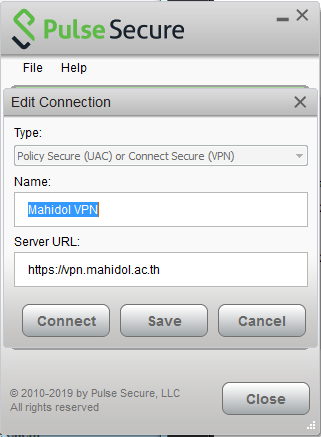 Pulse Secure
File Help
Edit Connection
Type:
Policy Secure (UAC) or Connect Secure (VPN)
Name:
Mahidol VPN
Server URL:
https://vpn.mahidol.ac.th
Connect Save Cancel
© 2010-2019 by Pulse Secure, LLC
All rights reserved
Close